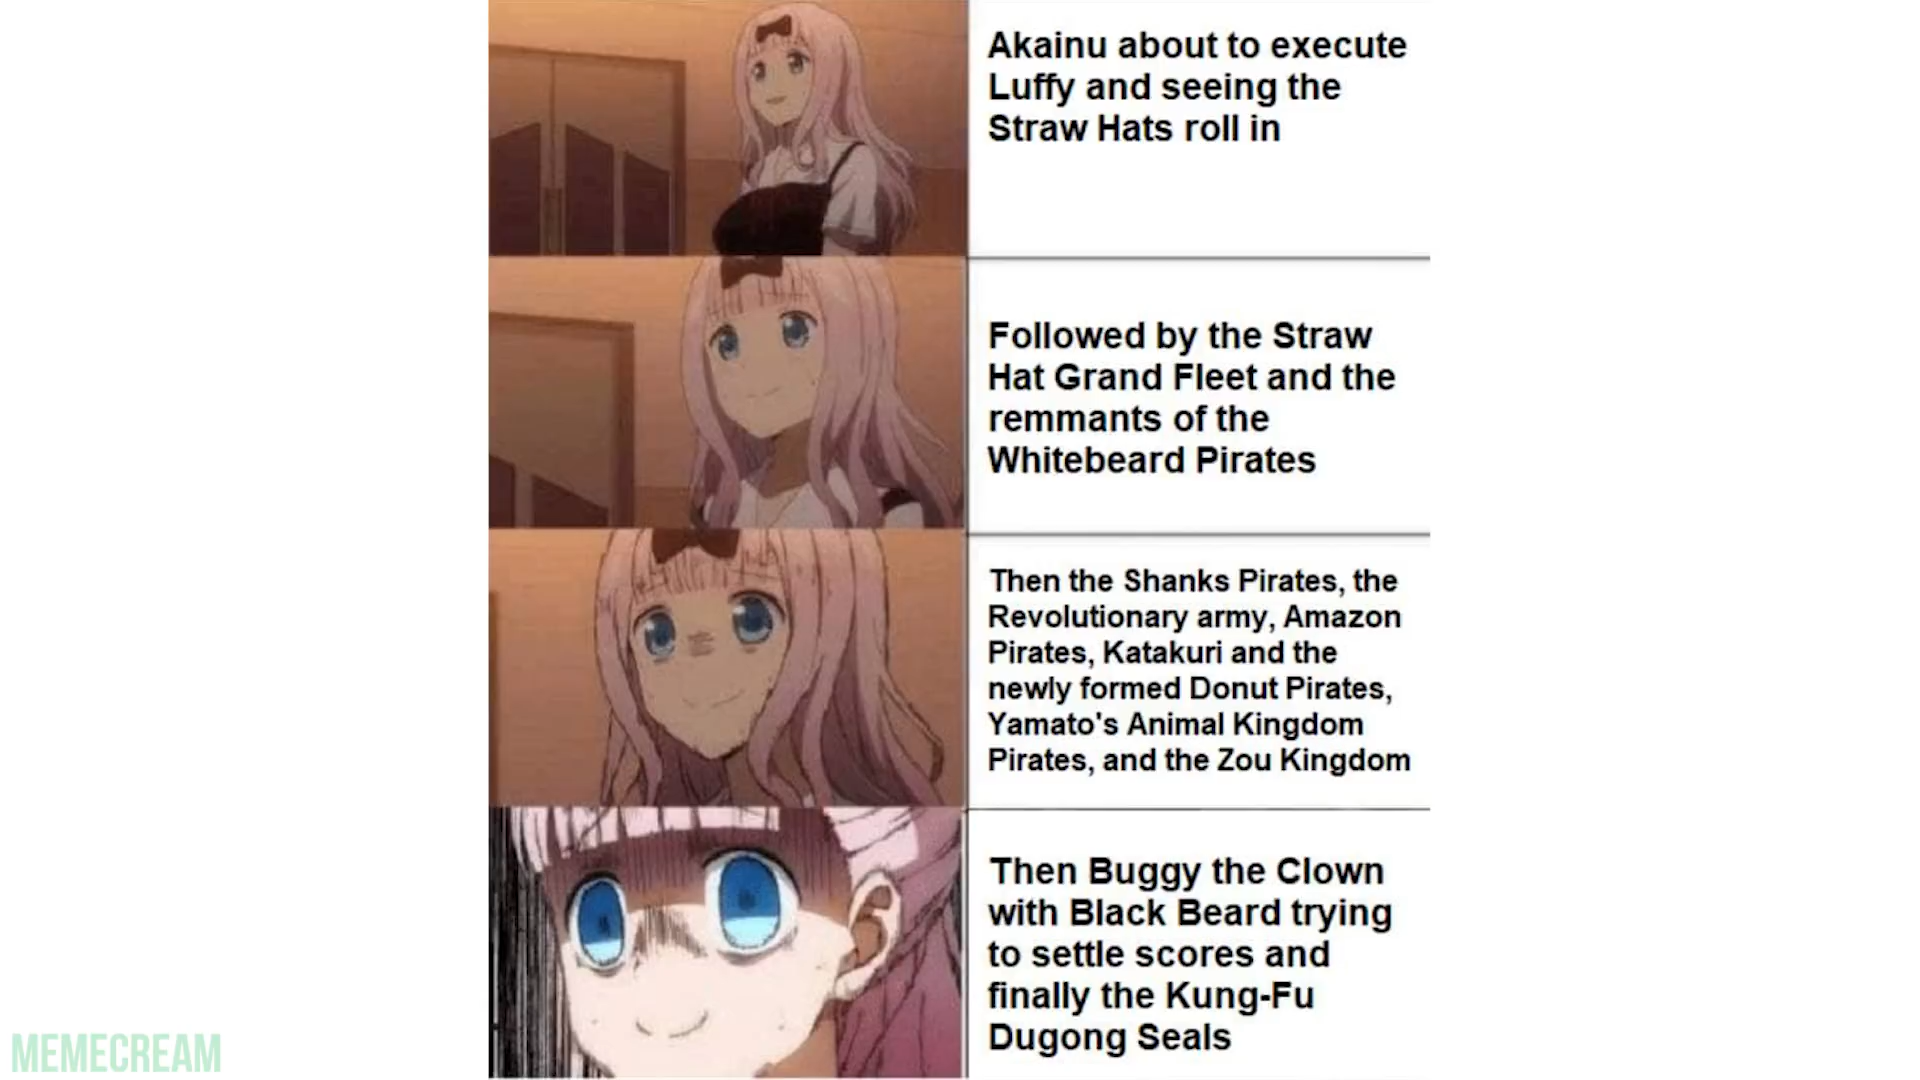 Akainu about to execute
Luffy and seeing the
Straw Hats roll in
Followed by the Straw
Hat Grand Fleet and the
remmants of the
Whitebeard Pirates
Then the Shanks Pirates, the
Revolutionary army, Amazon
Pirates, Katakuri and the
newly formed Donut Pirates,
Yamato's Animal Kingdom
Pirates, and the Zou Kingdom
Then Buggy the Clown
with Black Beard trying
to settle scores and
finally the Kung-Fu
Dugong Seals
MEMECREAM